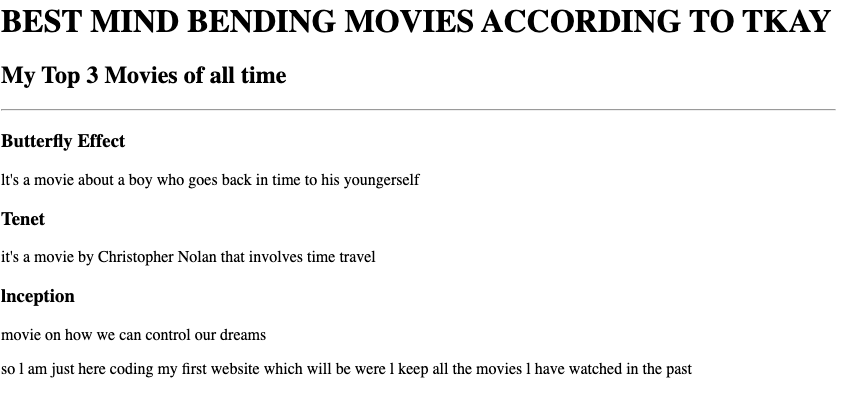 BEST MIND BENDING MOVIES ACCORDING TO TKAY
My Top 3 Movies of all time
Butterfly Effect
lt's a movie about a boy who goes back in time to his youngerself
Tenet
it's a movie by Christopher Nolan that involves time travel
lnception
movie on how we can control our dreams
so l am just here coding my first website which will be were l keep all the movies l have watched in the past